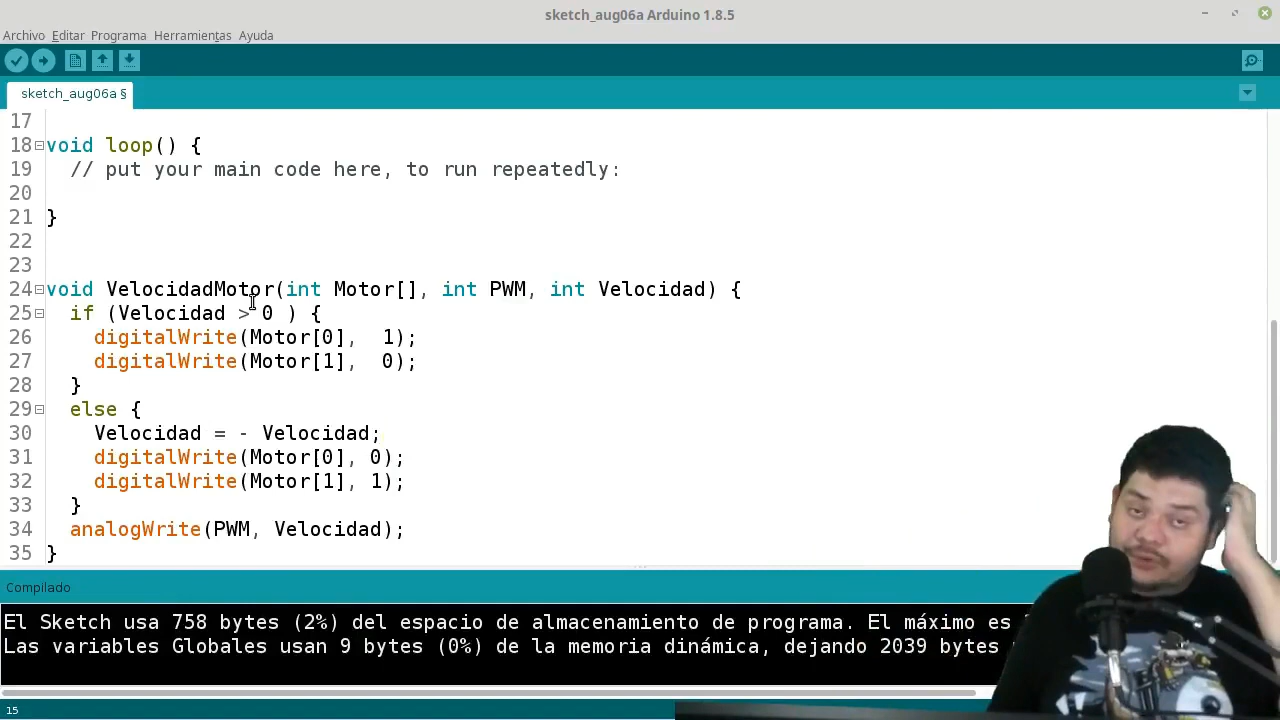 sketch_aug06a Arduino 1.8.5
Archivo Editar Programa Herramientas Ayuda
sketch_aug06a §
17
18 void loop() {
19 // put your main code here, to run repeatedly:
20
21 }
22
23
24 void VelocidadMotor(int Motor[], int PWM, int Velocidad) {
25 if (Velocidad > 0 ) {
26 digitalWrite(Motor[0], 1);
27 digitalWrite(Motor[1], 0);
28 }
29 else {
30 Velocidad = - Velocidad;
31 digitalWrite(Motor[0], 0);
32 digitalWrite(Motor[1], 1);
33 }
34 analogWrite(PWM, Velocidad);
35 }
Compilado
El Sketch usa 758 bytes (2%) del espacio de almacenamiento de programa. El máximo es
Las variables Globales usan 9 bytes (0%) de la memoria dinámica, dejando 2039 bytes
15